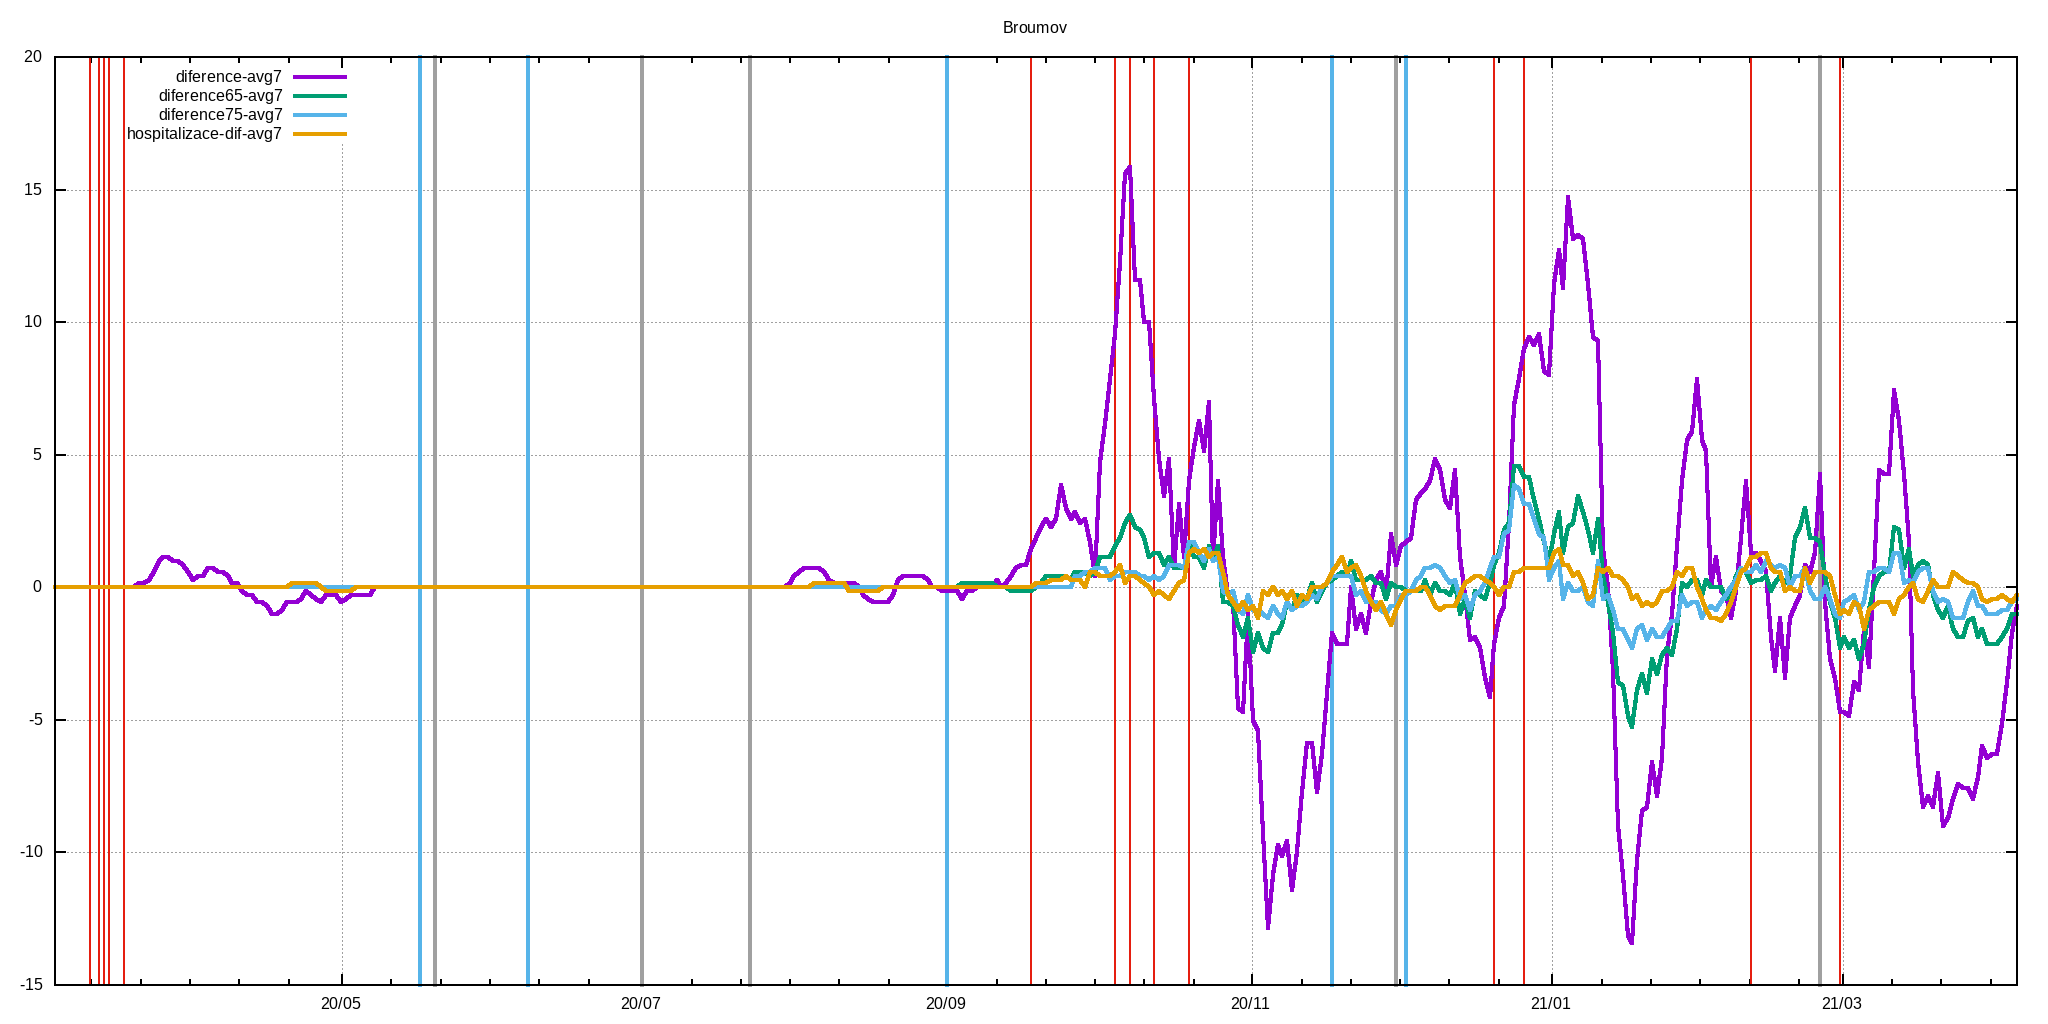 Broumov
20
diference-avg7
diference65-avg7
diference75-avg7
hospitalizace-dif-avg7
15
10
5
0
-5
-10
-15
20/05 20/07 20/09 20/11 21/01 21/03